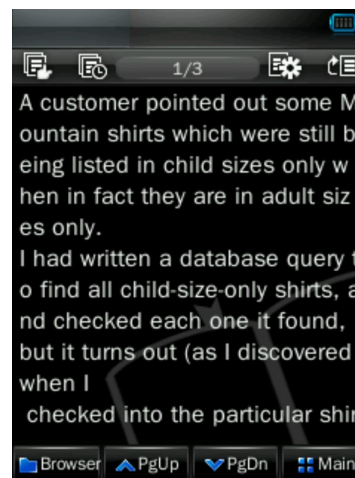 1/3
A customer pointed out some M
ountain shirts which were still b
eing listed in child sizes only w
hen in fact they are in adult siz
es only.
I had written a database query t
o find all child-size-only shirts, a
nd checked each one it found,
but it turns out (as I discovered
when I
checked into the particular shir
Browser PgUp PgDn Main